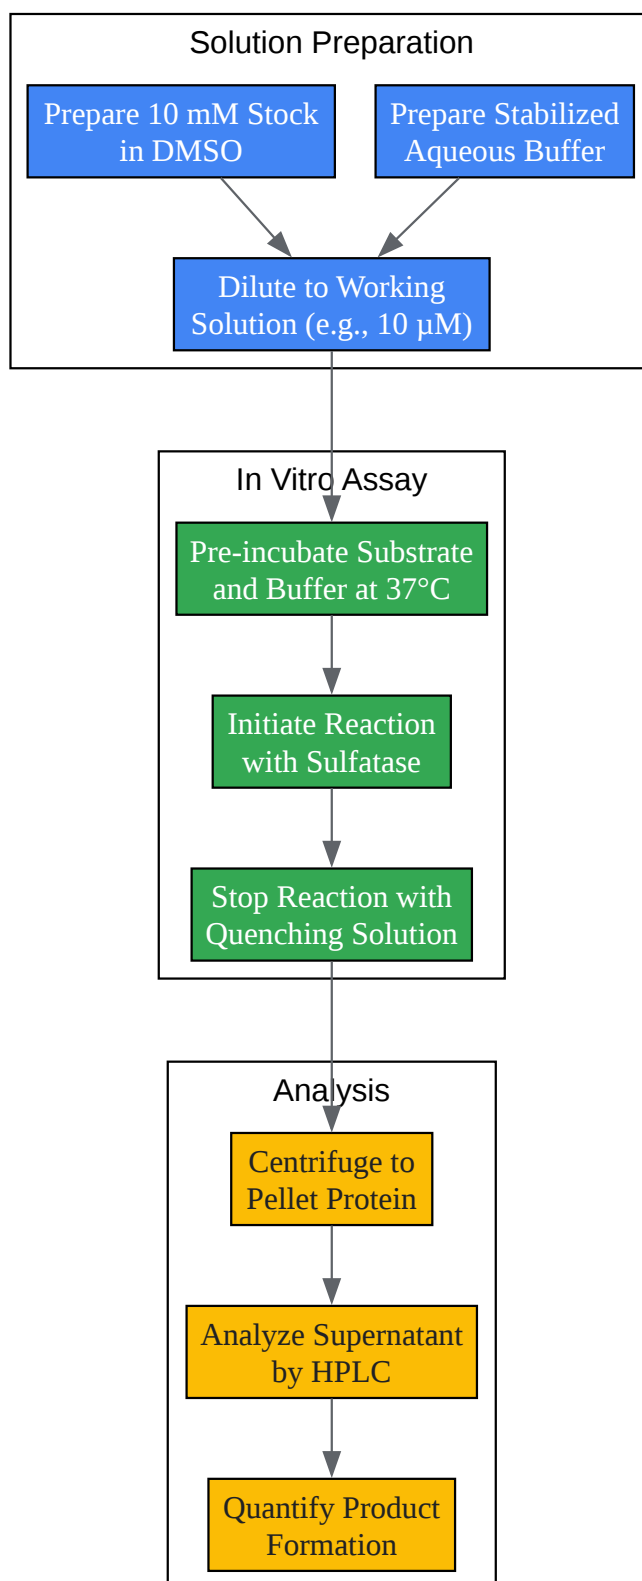 Solution Preparation
Prepare 10 mM Stock
in DMSO
Prepare Stabilized
Aqueous Buffer
Dilute to Working
Solution (e.g., 10 µM)
In Vitro Assay
Pre-incubate Substrate
and Buffer at 37°C
Initiate Reaction
with Sulfatase
Stop Reaction with
Quenching Solution
Analysis
Centrifuge to
Pellet Protein
Analyze Supernatant
by HPLC
Quantify Product
Formation